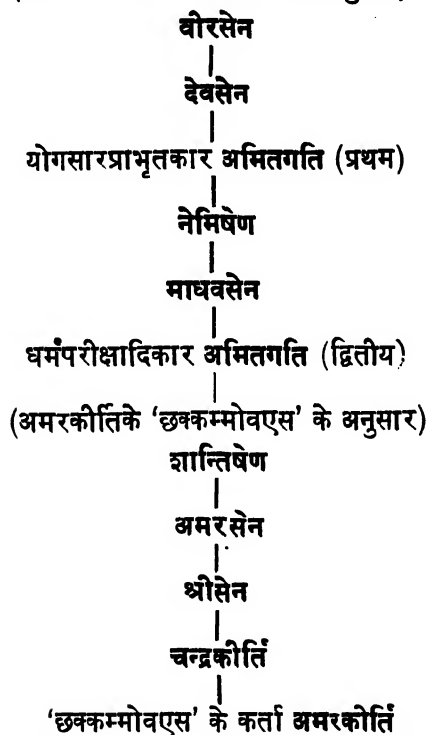 वीरसेन
देवसेन
योगसारप्राभृतकार अमितगति (प्रथम)
नेमिषेण
माधवसेन
धर्मपरीक्षादिकार अमितगति (द्वितीय)
(अमरकीर्तिके 'छक्कम्मोवएस' के अनुसार)
शान्तिषेण
अमरसेन
श्रीसेन
चन्द्रकीर्ति
'छक्कम्मोवएस' के कर्ता अमरकीर्ति